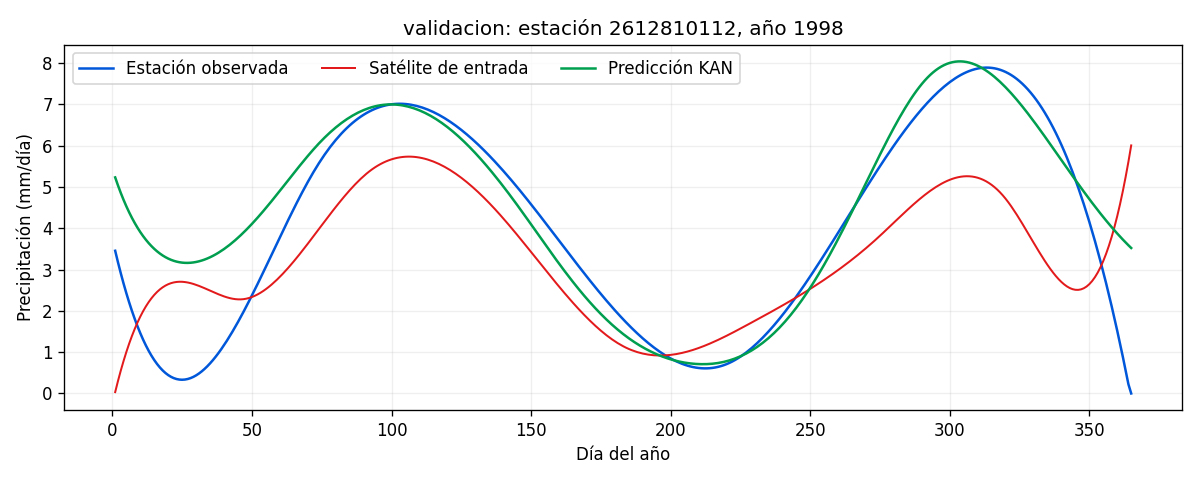 validacion: estación 2612810112, año 1998
Estación observada
Satélite de entrada
Predicción KAN
Precipitación (mm/día)
8
7
6
5
4
3
2
1
0
0 50 100 150 200 250 300 350
Día del año